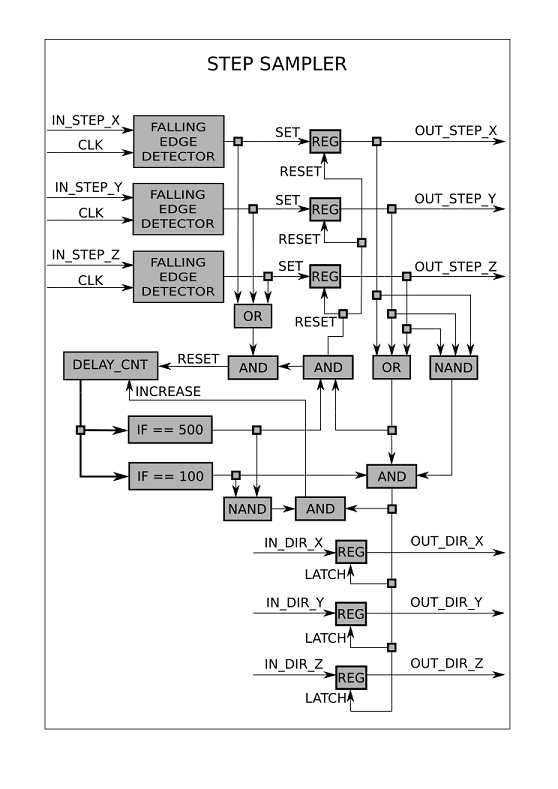 STEP SAMPLER
IN_STEP_X
CLK
FALLING
EDGE
DETECTOR
SET
REG
OUT_STEP_X
RESET
IN_STEP_Y
CLK
FALLING
EDGE
DETECTOR
SET
REG
OUT_STEP_Y
RESET
IN_STEP_Z
CLK
FALLING
EDGE
DETECTOR
SET
REG
OUT_STEP_Z
RESET
OR
DELAY_CNT
RESET
AND
AND
OR
NAND
INCREASE
IF == 500
IF == 100
AND
NAND
AND
IN_DIR_X
REG
OUT_DIR_X
LATCH
IN_DIR_Y
REG
OUT_DIR_Y
LATCH
IN_DIR_Z
REG
OUT_DIR_Z
LATCH